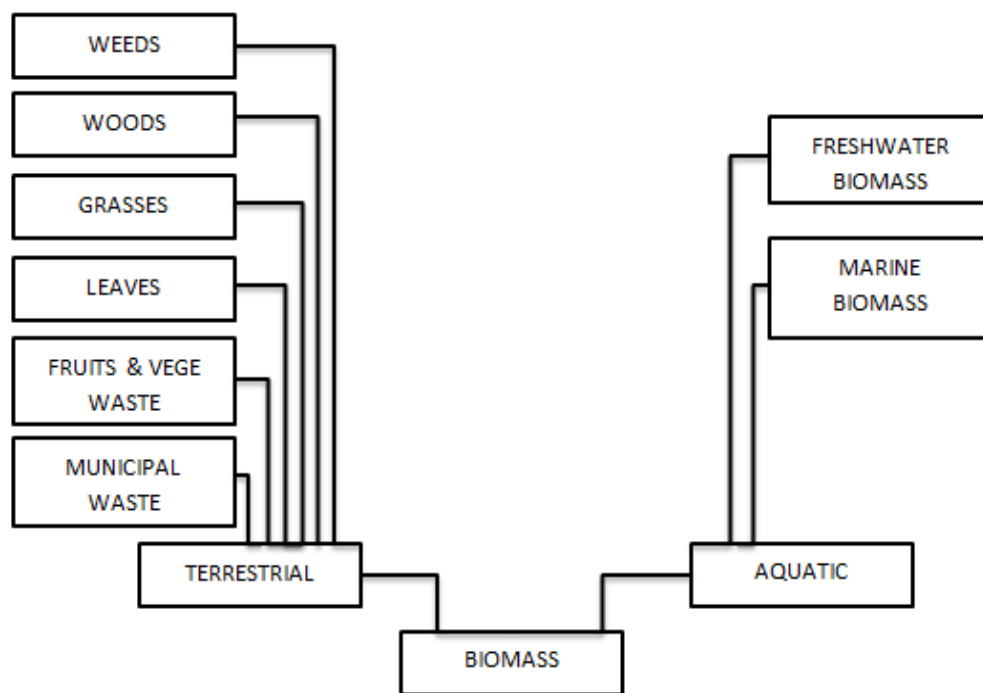 WEEDS
WOODS
GRASSES
LEAVES
FRUITS & VEGE
WASTE
MUNICIPAL
WASTE
FRESHWATER
BIOMASS
MARINE
BIOMASS
TERRESTRIAL
AQUATIC
BIOMASS